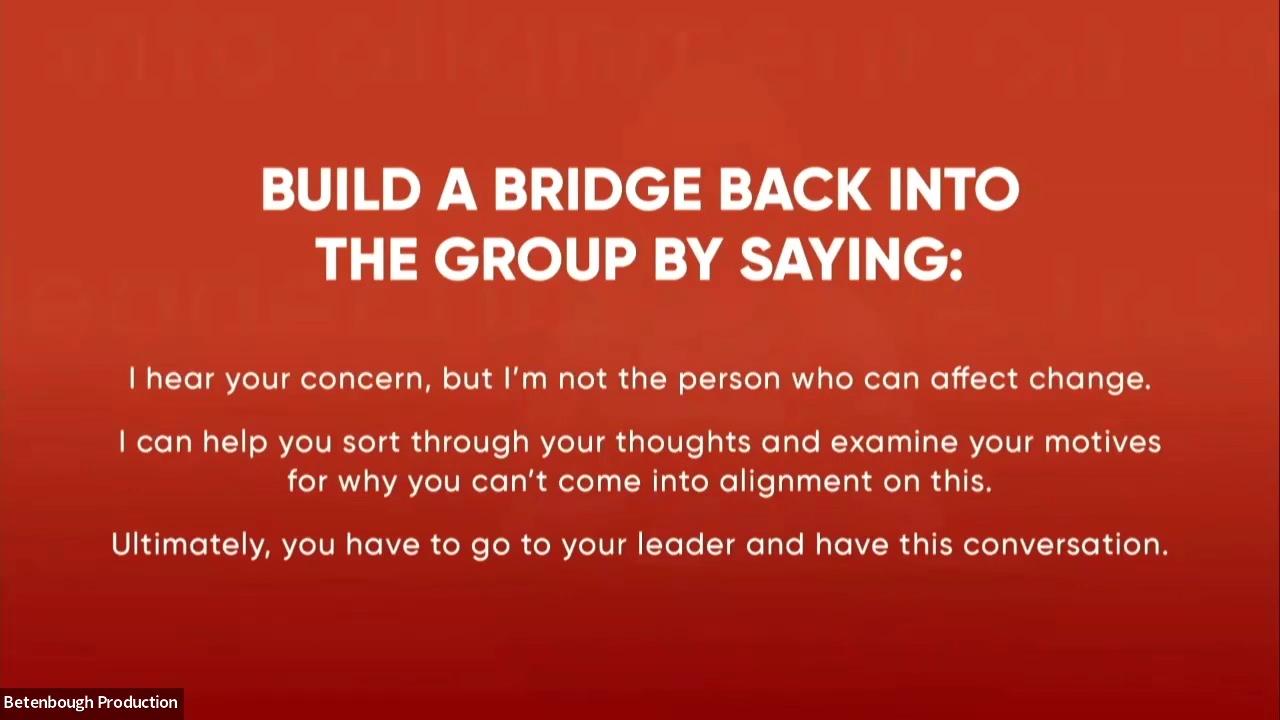 BUILD A BRIDGE BACK INTO
THE GROUP BY SAYING:
I hear your concern, but I'm not the person who can affect change.
I can help you sort through your thoughts and examine your motives
for why you can't come into alignment on this.
Ultimately, you have to go to your leader and have this conversation.
Betenbough Production